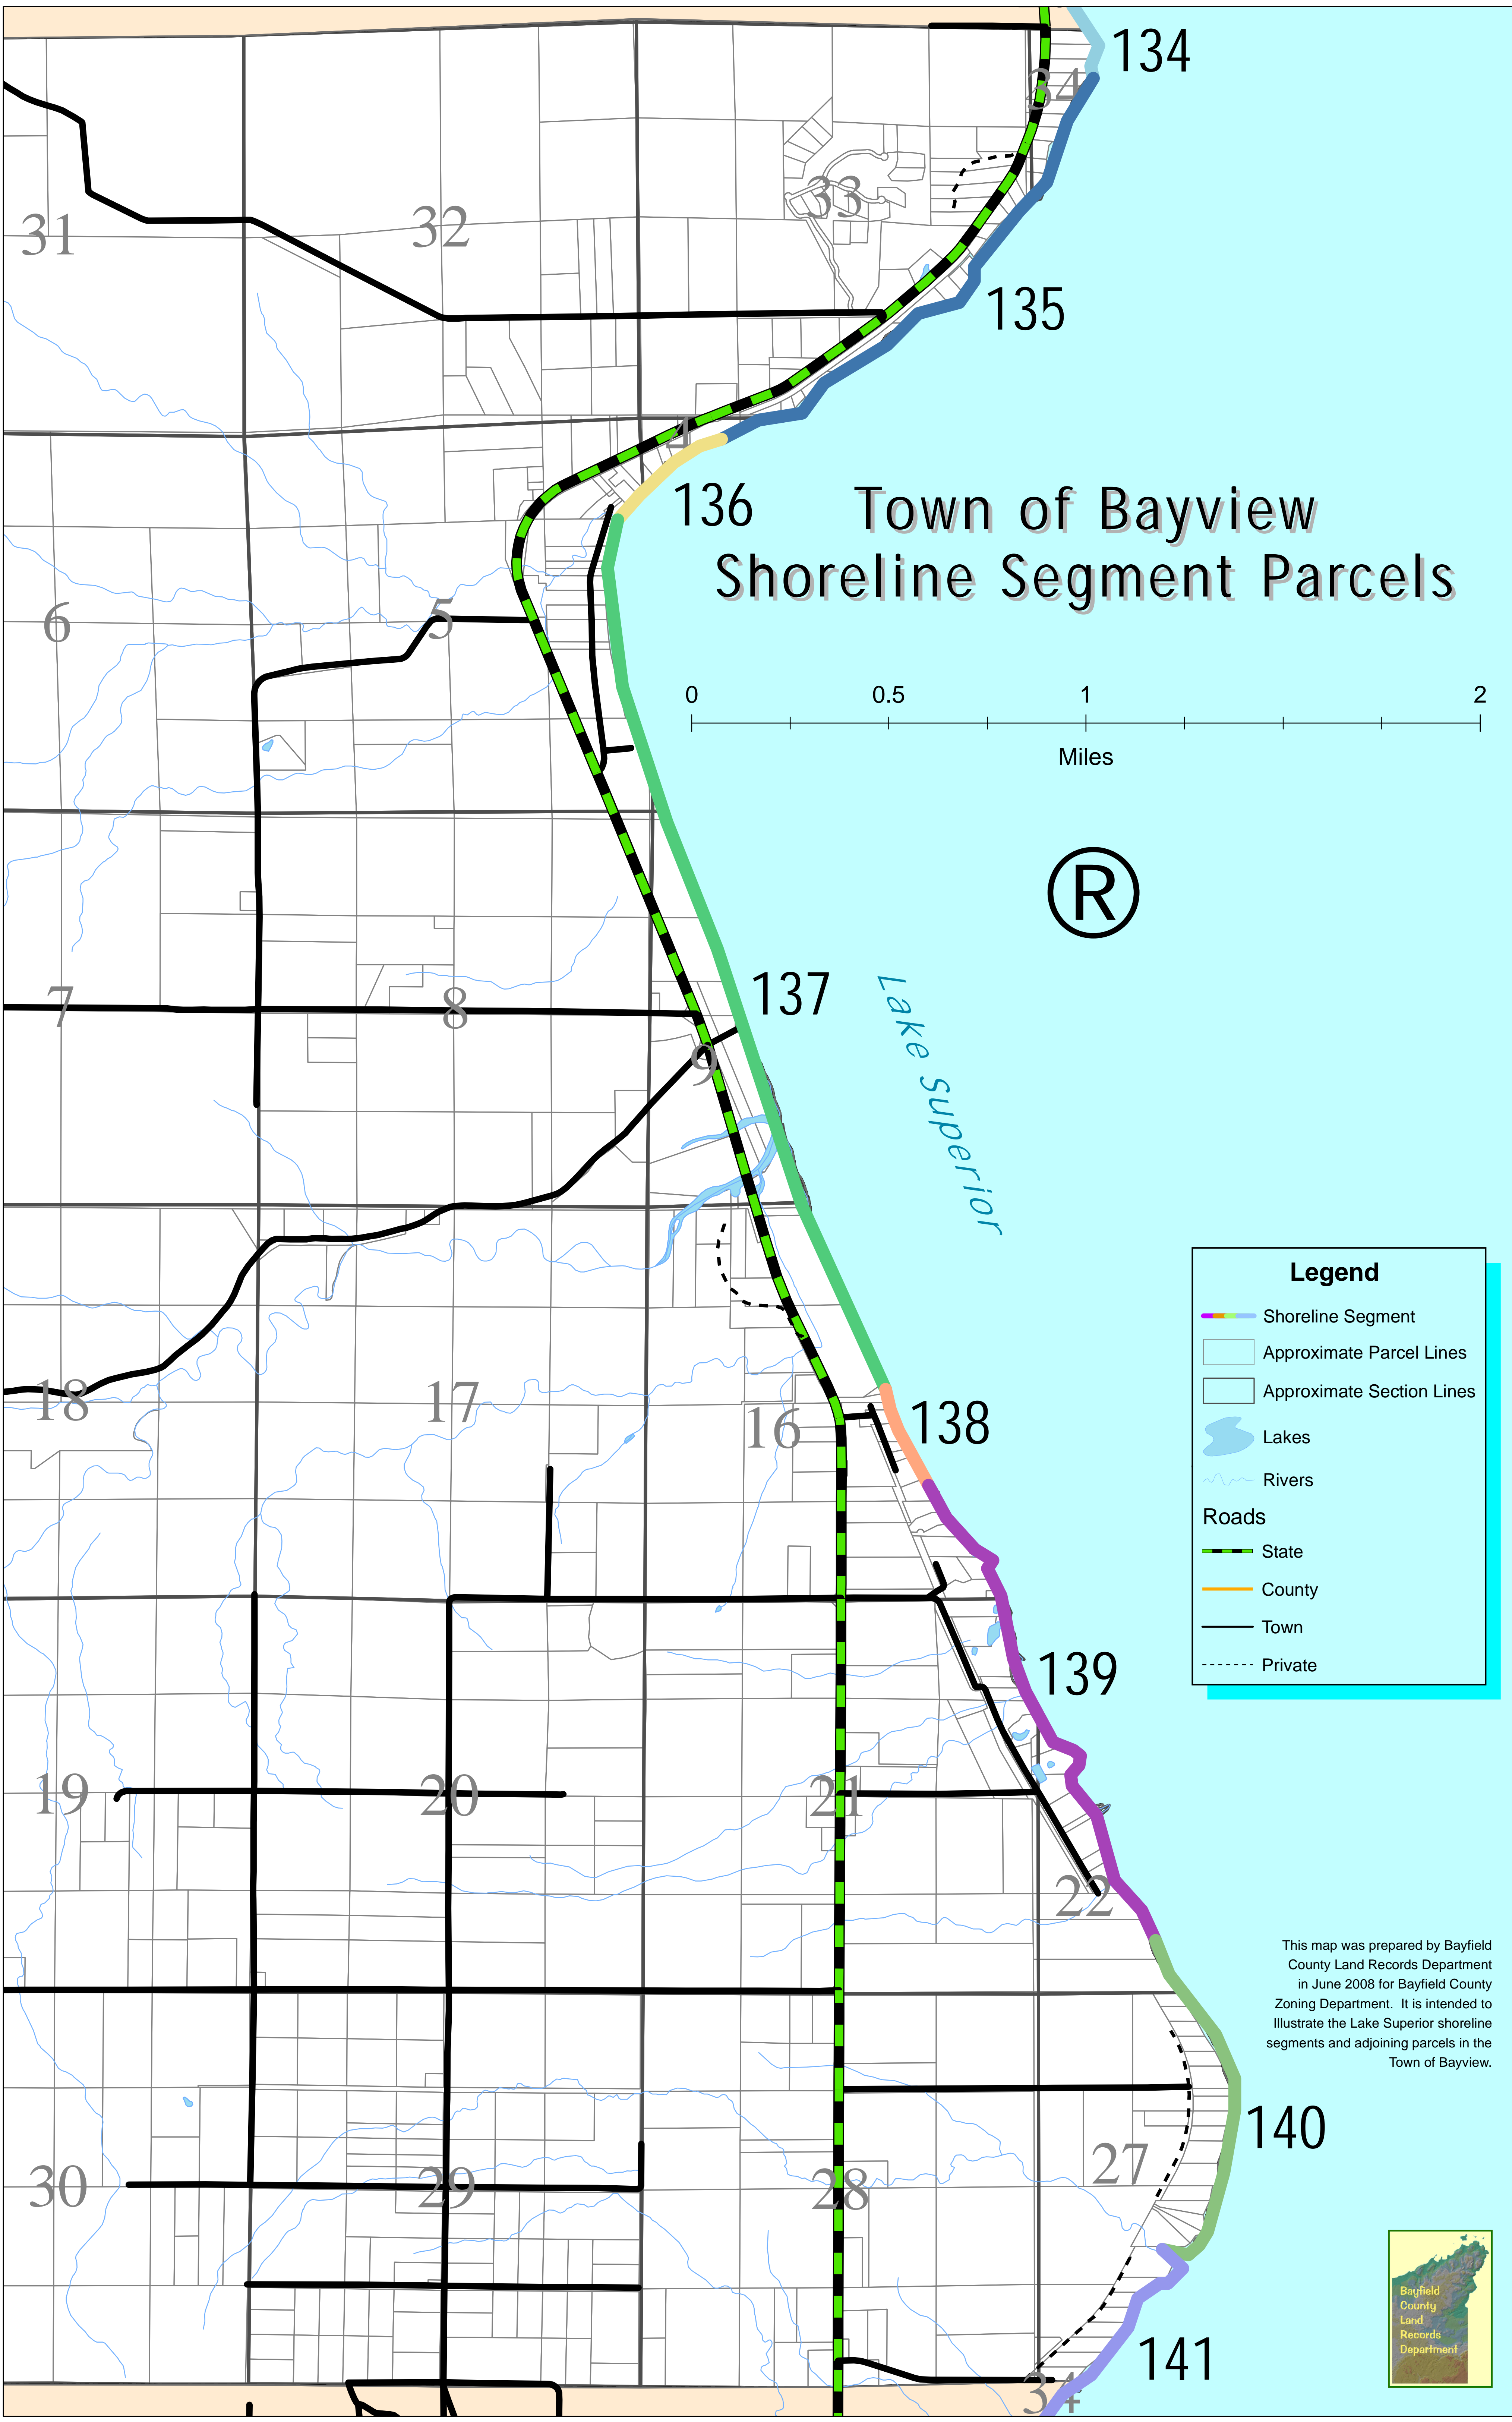 134
34
33
32
31
135
4
136
Town of Bayview
Shoreline Segment Parcels
6
5
0 0.5 1 2
Miles
®
137
7
8
9
Lake Superior
Legend
Shoreline Segment
Approximate Parcel Lines
Approximate Section Lines
Lakes
Rivers
Roads
State
County
Town
Private
18
17
16
138
139
19
20
21
22
This map was prepared by Bayfield
County Land Records Department
in June 2008 for Bayfield County
Zoning Department. It is intended to
Illustrate the Lake Superior shoreline
segments and adjoining parcels in the
Town of Bayview.
140
30
29
28
27
Bayfield
County
Land
Records
Department
141
34